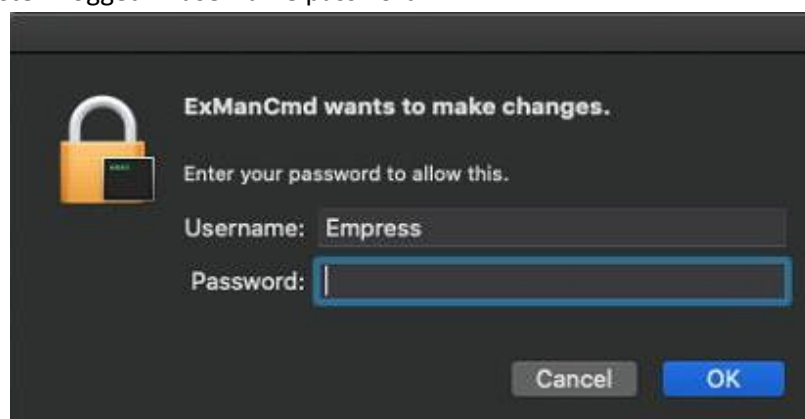 ExManCmd wants to make changes.
Enter your password to allow this.
Username: Empress
Password:
Cancel OK